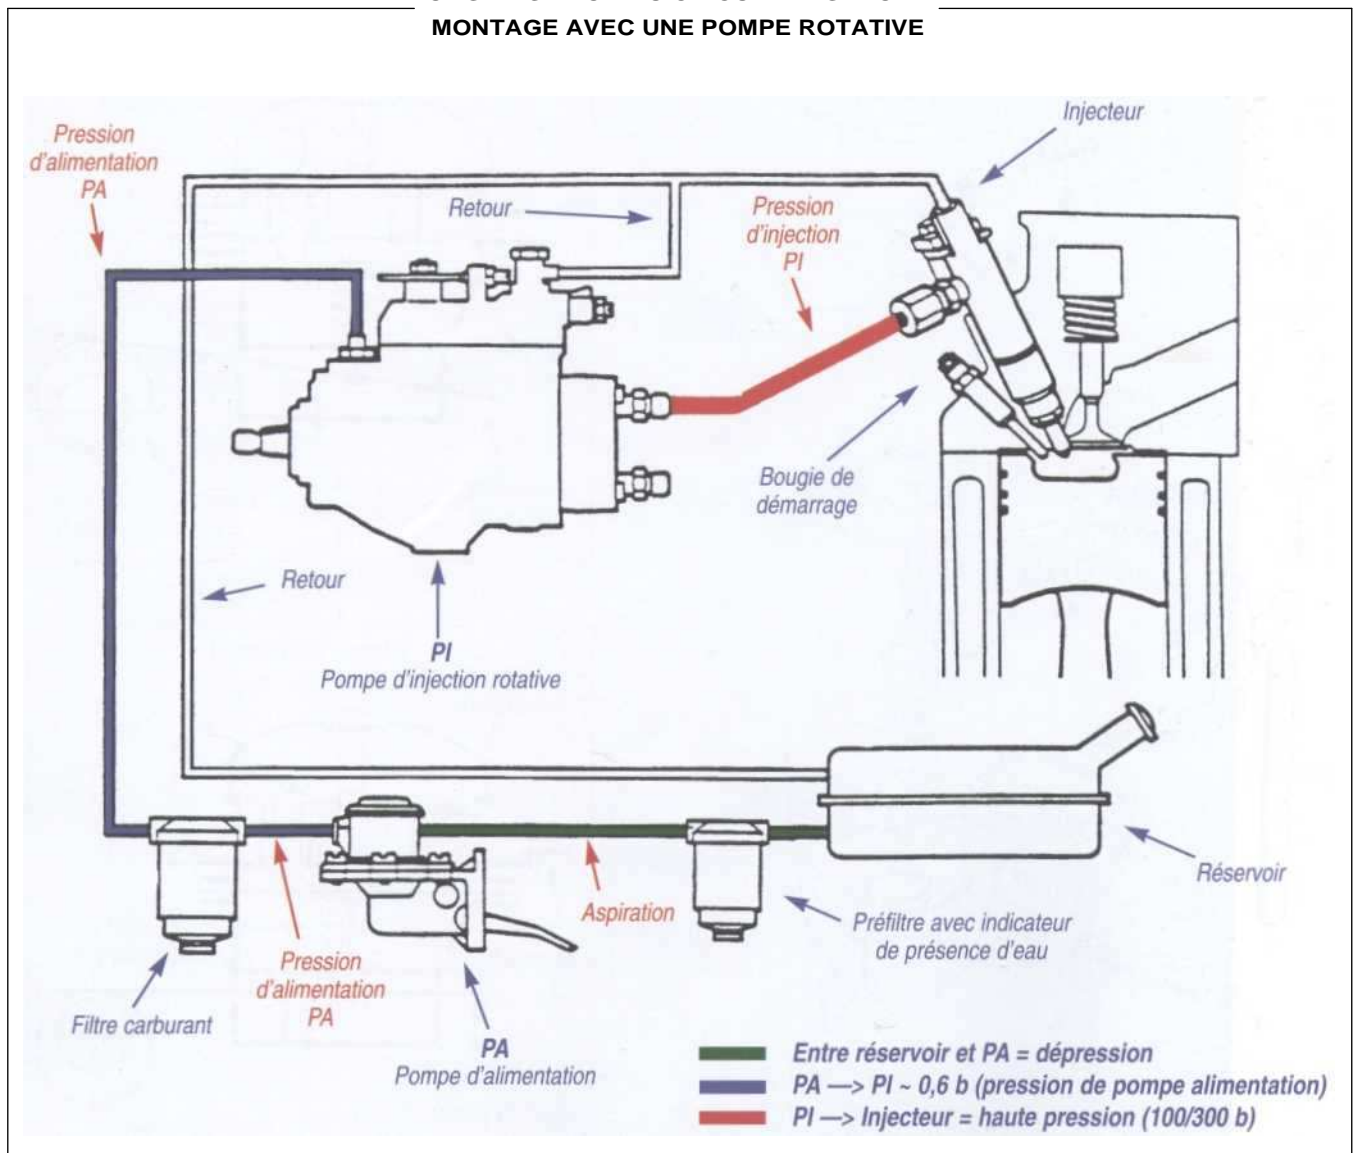 MONTAGE AVEC UNE POMPE ROTATIVE
Injecteur
Pression
d'alimentation
PA
Retour
Pression
d'injection
PI
Bougie de
démarrage
Retour
PI
Pompe d'injection rotative
Réservoir
Aspiration
Préfiltre avec indicateur
de présence d'eau
Pression
d'alimentation
PA
Filtre carburant
PA
Pompe d'alimentation
Entre réservoir et PA = dépression
PA —> PI ~ 0,6 b (pression de pompe alimentation)
PI —> Injecteur = haute pression (100/300 b)